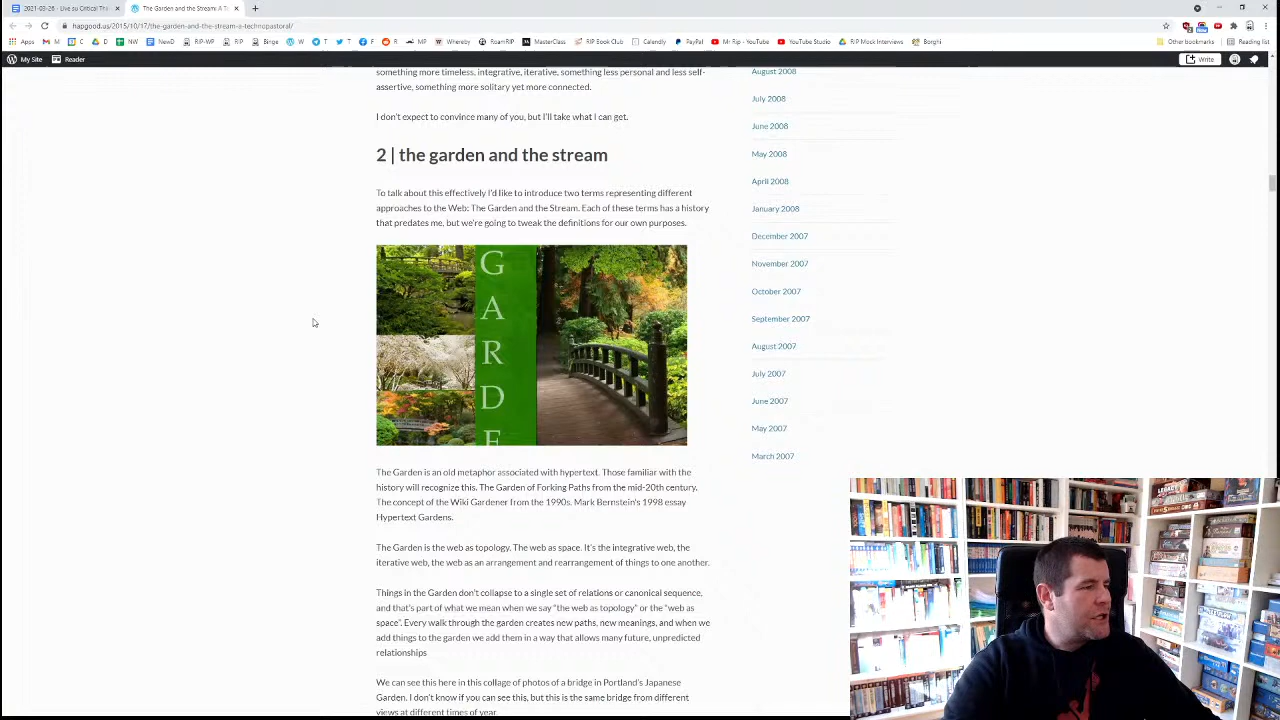 2021-03-26 - Live su Critical Thi
The Garden and the Stream: A T
hapgood.us/2015/10/17/the-garden-and-the-stream-a-technopastoral/
Apps
M
C
D
NW
NewD
RIP-WP
RIP
Binge
W
T
T
F
R
MP
Whereby
RoamRIP
MasterClass
RIP Book Club
Calendly
PayPal
Mr Rip - YouTube
YouTube Studio
RIP Mock Interviews
Borghi
Other bookmarks
Reading list
My Site
Reader
Write
something more timeless, integrative, iterative, something less personal and less self-
assertive, something more solitary yet more connected.
I don't expect to convince many of you, but I'll take what I can get.
2 | the garden and the stream
To talk about this effectively I'd like to introduce two terms representing different
approaches to the Web: The Garden and the Stream. Each of these terms has a history
that predates me, but we're going to tweak the definitions for our own purposes.
G
A
R
D
E
The Garden is an old metaphor associated with hypertext. Those familiar with the
history will recognize this. The Garden of Forking Paths from the mid-20th century.
The concept of the Wiki Gardener from the 1990s. Mark Bernstein's 1998 essay
Hypertext Gardens.
The Garden is the web as topology. The web as space. It's the integrative web, the
iterative web, the web as an arrangement and rearrangement of things to one another.
Things in the Garden don't collapse to a single set of relations or canonical sequence,
and that's part of what we mean when we say "the web as topology" or the "web as
space". Every walk through the garden creates new paths, new meanings, and when we
add things to the garden we add them in a way that allows many future, unpredicted
relationships
We can see this here in this collage of photos of a bridge in Portland's Japanese
Garden. I don't know if you can see this, but this is the same bridge from different
views at different times of year.
August 2008
July 2008
June 2008
May 2008
April 2008
January 2008
December 2007
November 2007
October 2007
September 2007
August 2007
July 2007
June 2007
May 2007
March 2007